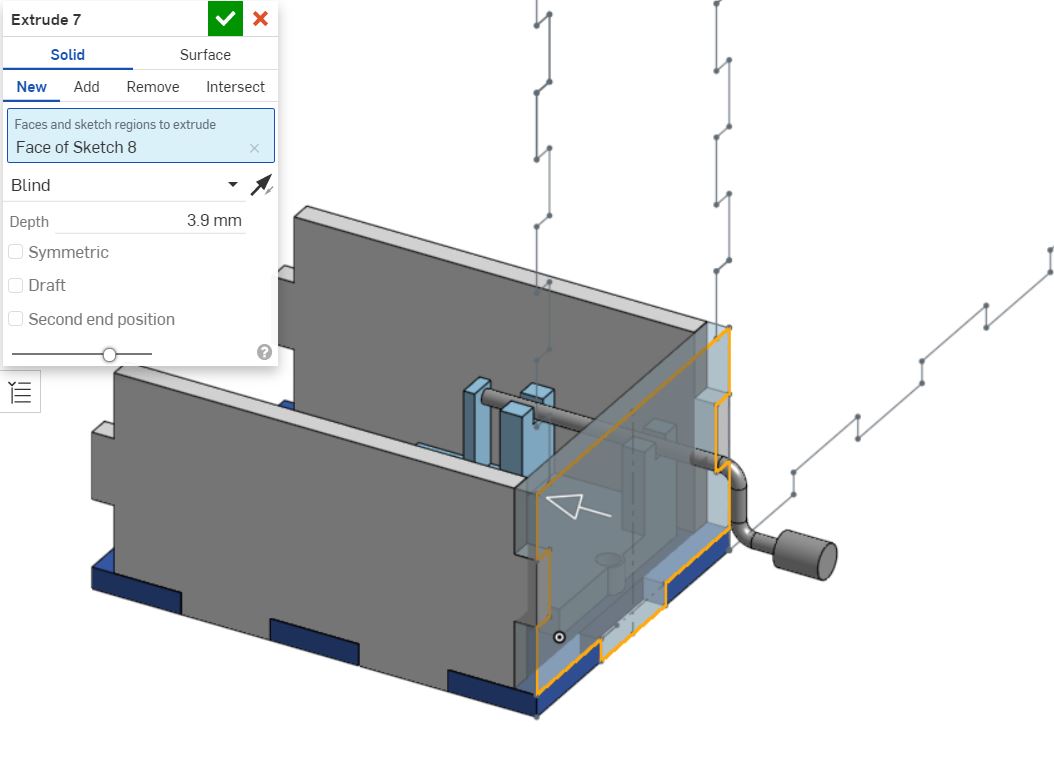 Extrude 7
Solid Surface
New Add Remove Intersect
Faces and sketch regions to extrude
Face of Sketch 8
Blind
Depth 3.9 mm
Symmetric
Draft
Second end position
?